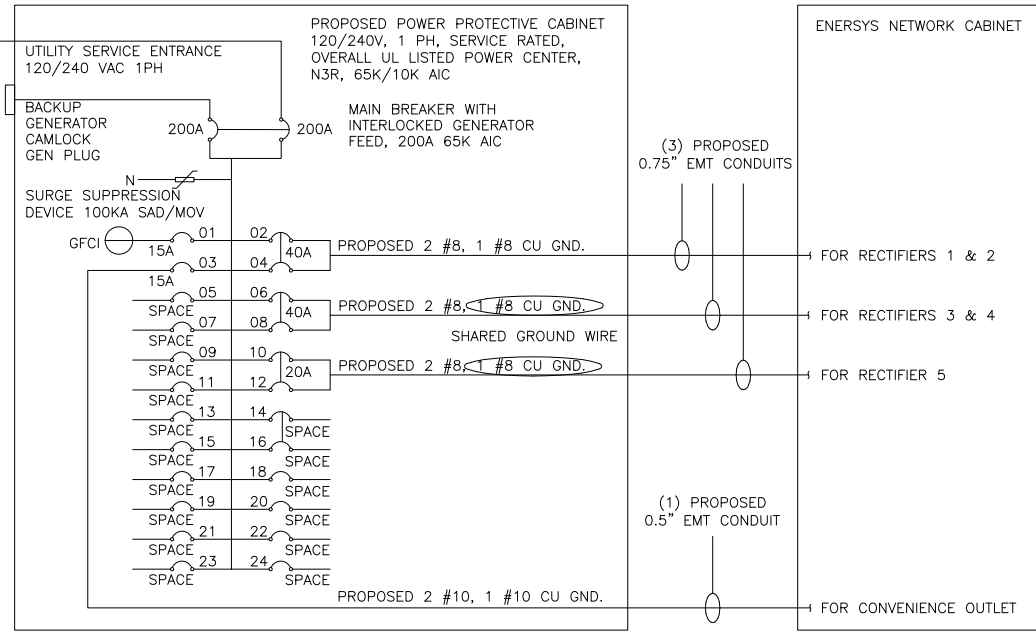 PROPOSED POWER PROTECTIVE CABINET
120/240V, 1 PH, SERVICE RATED,
OVERALL UL LISTED POWER CENTER,
N3R, 65K/10K AIC
ENERSYS NETWORK CABINET
UTILITY SERVICE ENTRANCE
120/240 VAC 1PH
BACKUP
GENERATOR
CAMLOCK
GEN PLUG
200A
200A
MAIN BREAKER WITH
INTERLOCKED GENERATOR
FEED, 200A 65K AIC
(3) PROPOSED
0.75" EMT CONDUITS
N
SURGE SUPPRESSION
DEVICE 100KA SAD/MOV
GFCI
15A
01
02
40A
PROPOSED 2 #8, 1 #8 CU GND.
FOR RECTIFIERS 1 & 2
15A
03
04
SPACE
05
06
40A
PROPOSED 2 #8, 1 #8 CU GND.
FOR RECTIFIERS 3 & 4
SPACE
07
08
SHARED GROUND WIRE
SPACE
09
10
20A
PROPOSED 2 #8, 1 #8 CU GND.
FOR RECTIFIER 5
SPACE
11
12
SPACE
13
14
SPACE
SPACE
15
16
SPACE
SPACE
17
18
SPACE
SPACE
19
20
SPACE
SPACE
21
22
SPACE
SPACE
23
24
SPACE
(1) PROPOSED
0.5" EMT CONDUIT
PROPOSED 2 #10, 1 #10 CU GND.
FOR CONVENIENCE OUTLET